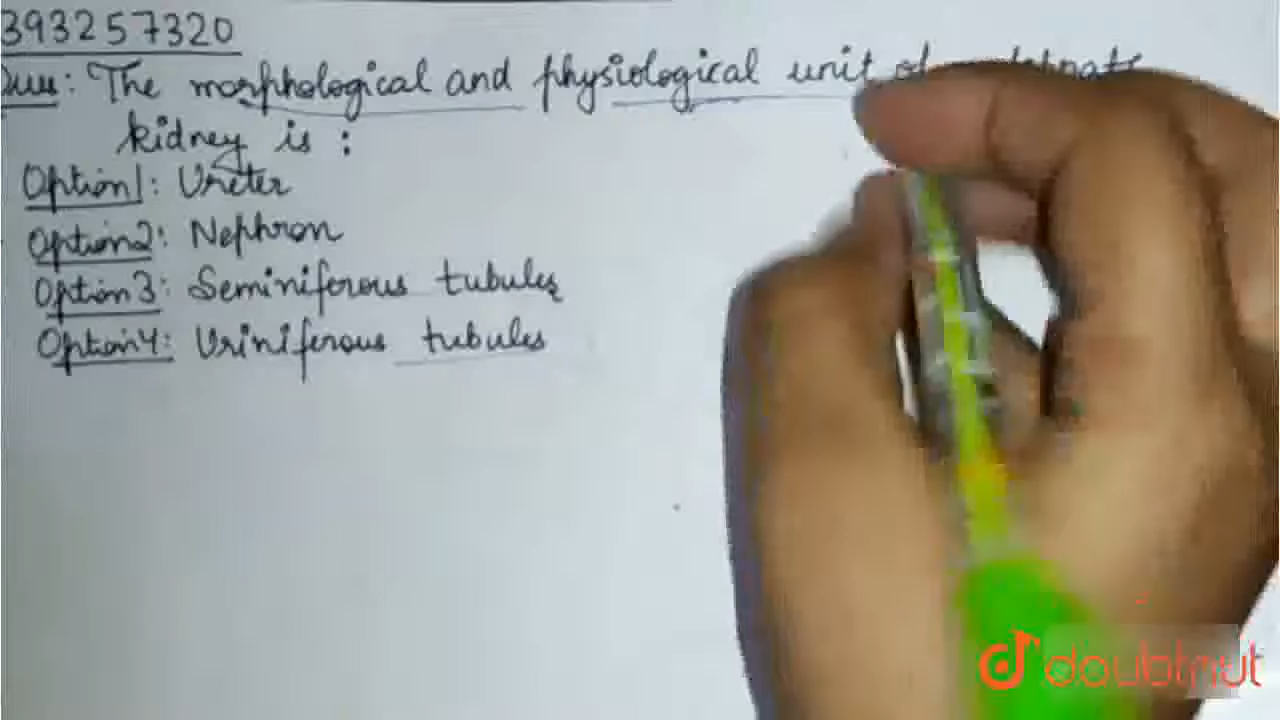 393257320
Ques: The morphological and physiological unit of
kidney is :
Option1: Ureter
Option2: Nephron
Option3: Seminiferous tubules
Option4: Uriniferous tubules
doubtnut